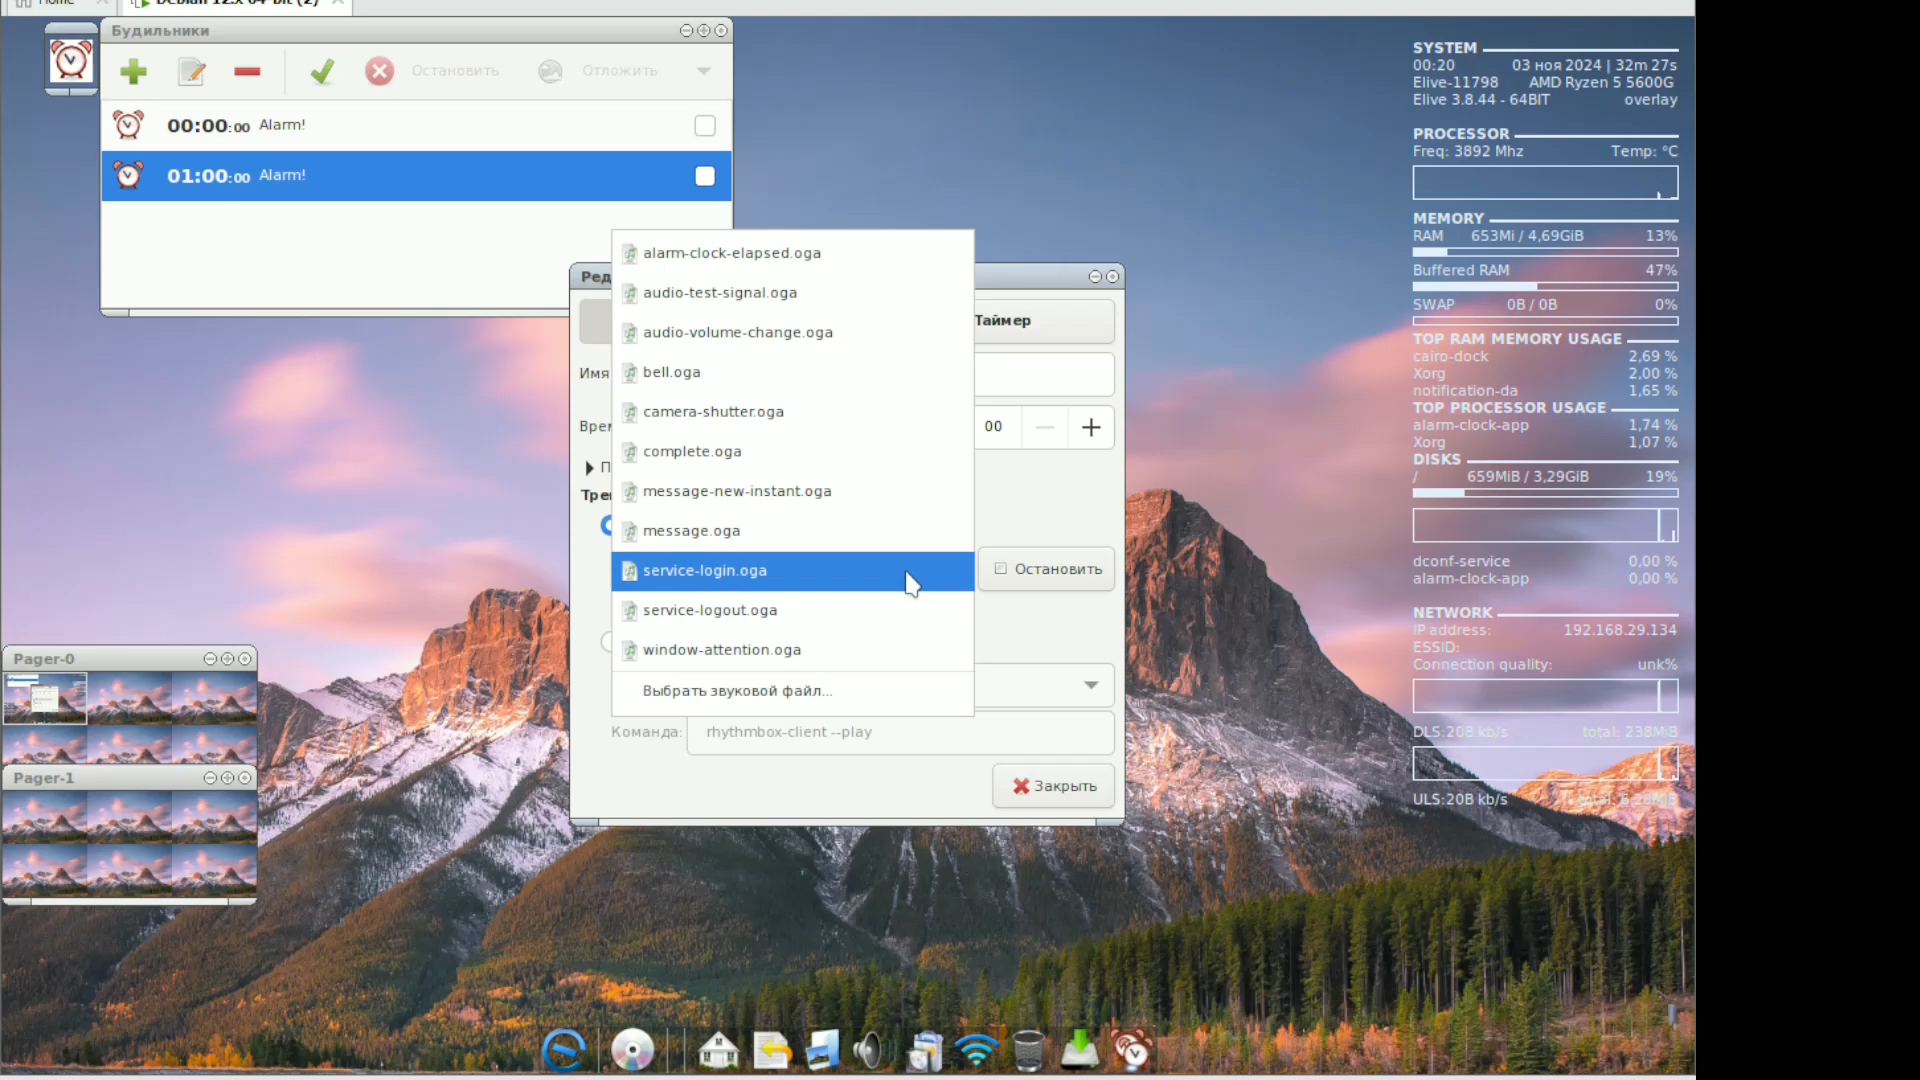 Home
Debian 12.x 64-bit (2)
Будильники
Остановить
Отложить
00:00:00 Alarm!
01:00:00 Alarm!
Таймер
Имя
00
Остановить
alarm-clock-elapsed.oga
audio-test-signal.oga
audio-volume-change.oga
bell.oga
camera-shutter.oga
complete.oga
message-new-instant.oga
message.oga
service-login.oga
service-logout.oga
window-attention.oga
Выбрать звуковой файл...
Команда: rhythmbox-client --play
Закрыть
Pager-0
Pager-1
SYSTEM
00:20 03 ноя 2024 | 32m 27s
Elive-11798 AMD Ryzen 5 5600G
Elive 3.8.44 - 64BIT overlay
PROCESSOR
Freq: 3892 Mhz Temp: °C
MEMORY
RAM 653Mi / 4,69GiB 13%
Buffered RAM 47%
SWAP 0B / 0B 0%
TOP RAM MEMORY USAGE
cairo-dock 2,69 %
Xorg 2,00 %
notification-da 1,65 %
TOP PROCESSOR USAGE
alarm-clock-app 1,74 %
Xorg 1,07 %
DISKS
/ 659MiB / 3,29GiB 19%
dconf-service 0,00 %
alarm-clock-app 0,00 %
NETWORK
IP address: 192.168.29.134
ESSID:
Connection quality: unk%
DLS:20B kb/s total: 238MiB
ULS:20B kb/s